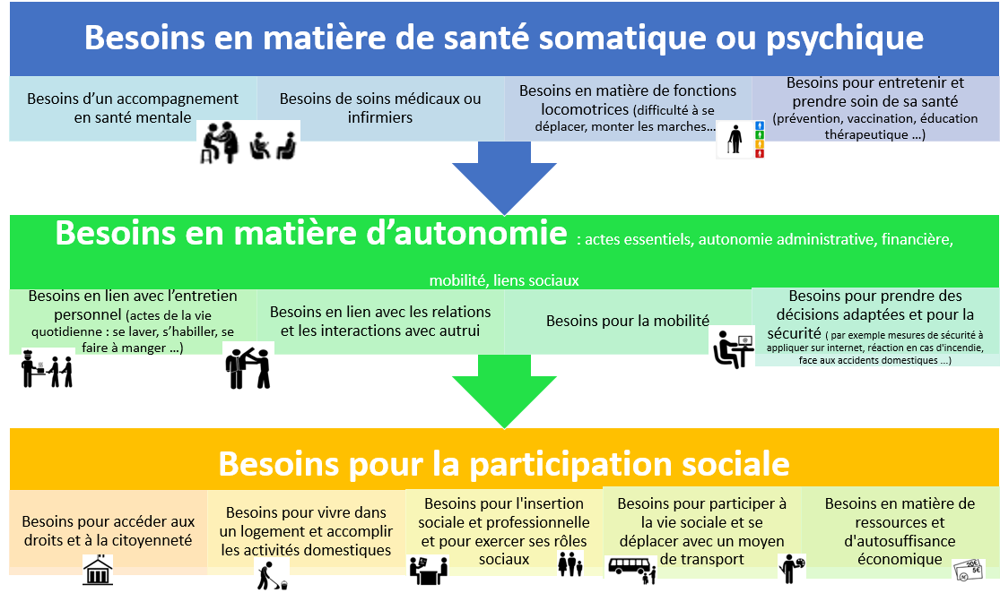 Besoins en matière de santé somatique ou psychique
Besoins d’un accompagnement
en santé mentale
Besoins de soins médicaux ou
infirmiers
Besoins en matière de fonctions
locomotrices (difficulté à se
déplacer, monter les marches…
Besoins pour entretenir et
prendre soin de sa santé
(prévention, vaccination, éducation
thérapeutique …)
Besoins en matière d’autonomie : actes essentiels, autonomie administrative, financière,
mobilité, liens sociaux
Besoins en lien avec l’entretien
personnel (actes de la vie
quotidienne : se laver, s’habiller, se
faire à manger …)
Besoins en lien avec les relations
et les interactions avec autrui
Besoins pour la mobilité
Besoins pour prendre des
décisions adaptées et pour la
sécurité ( par exemple mesures de sécurité à
appliquer sur internet, réaction en cas d'incendie,
face aux accidents domestiques ...)
Besoins pour la participation sociale
Besoins pour accéder aux
droits et à la citoyenneté
Besoins pour vivre dans
un logement et accomplir
les activités domestiques
Besoins pour l'insertion
sociale et professionnelle
et pour exercer ses rôles
sociaux
Besoins pour participer à
la vie sociale et se
déplacer avec un moyen
de transport
Besoins en matière de
ressources et
d'autosuffisance
économique
20€
5€